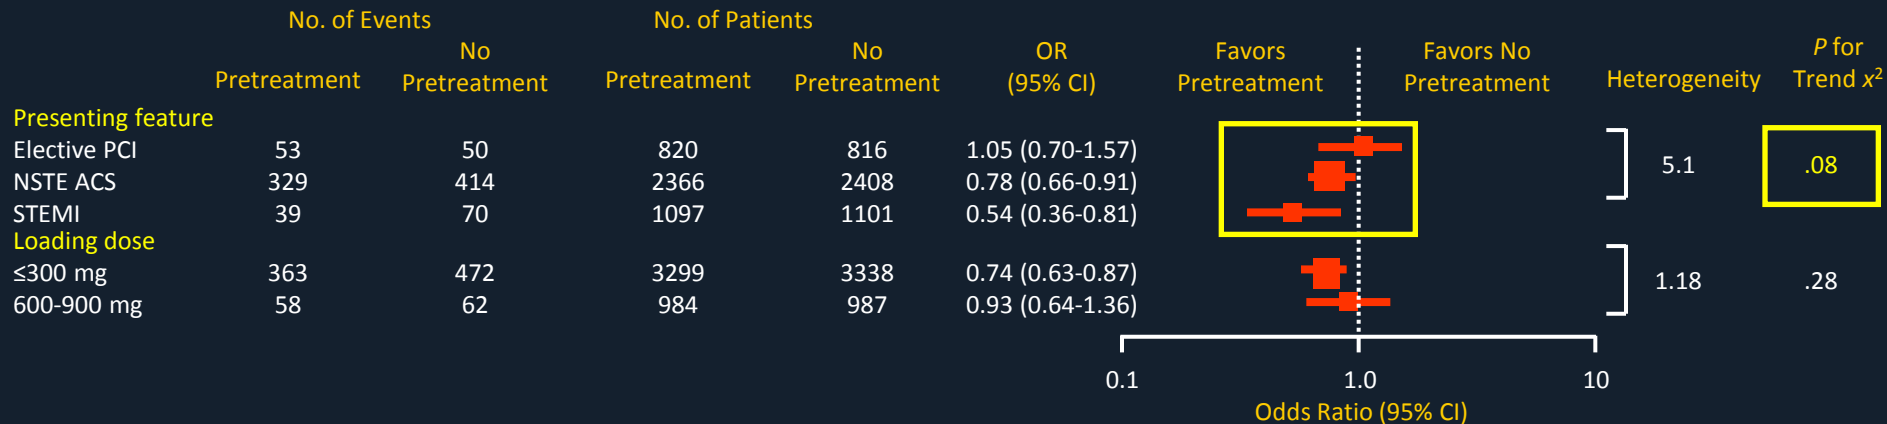 No. of Events No. of Patients
No No OR Favors Favors No P for
Pretreatment Pretreatment Pretreatment Pretreatment (95% CI) Pretreatment Pretreatment Heterogeneity Trend x²
Presenting feature
Elective PCI 53 50 820 816 1.05 (0.70-1.57)
NSTE ACS 329 414 2366 2408 0.78 (0.66-0.91) 5.1 .08
STEMI 39 70 1097 1101 0.54 (0.36-0.81)
Loading dose
≤300 mg 363 472 3299 3338 0.74 (0.63-0.87) 1.18 .28
600-900 mg 58 62 984 987 0.93 (0.64-1.36)
0.1 1.0 10
Odds Ratio (95% CI)